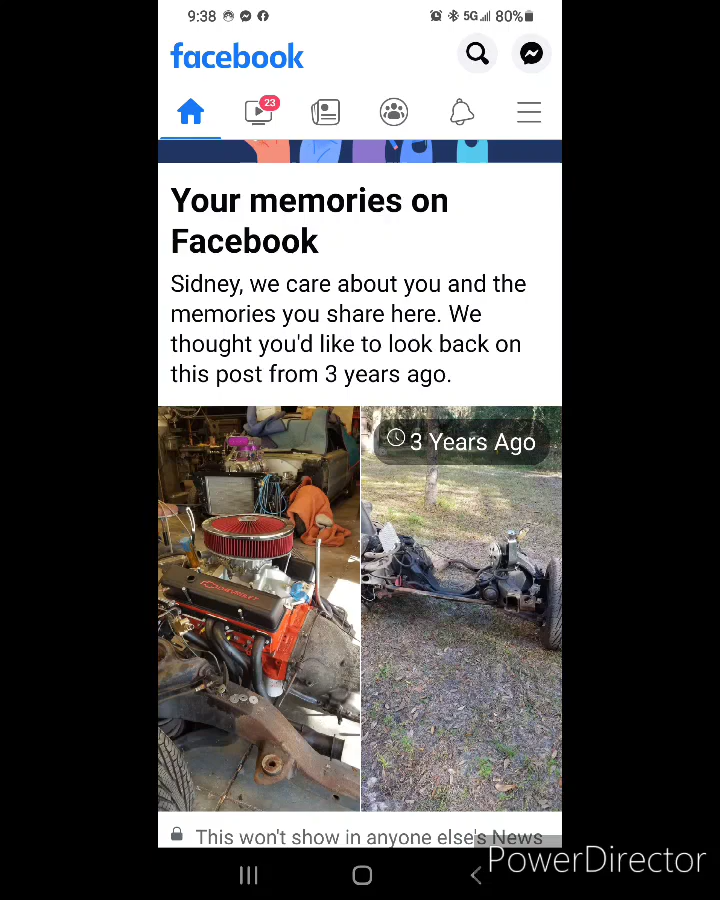 9:38
5G 80%
facebook
23
Your memories on
Facebook
Sidney, we care about you and the
memories you share here. We
thought you'd like to look back on
this post from 3 years ago.
3 Years Ago
CHEVROLET
This won't show in anyone else's News
PowerDirector